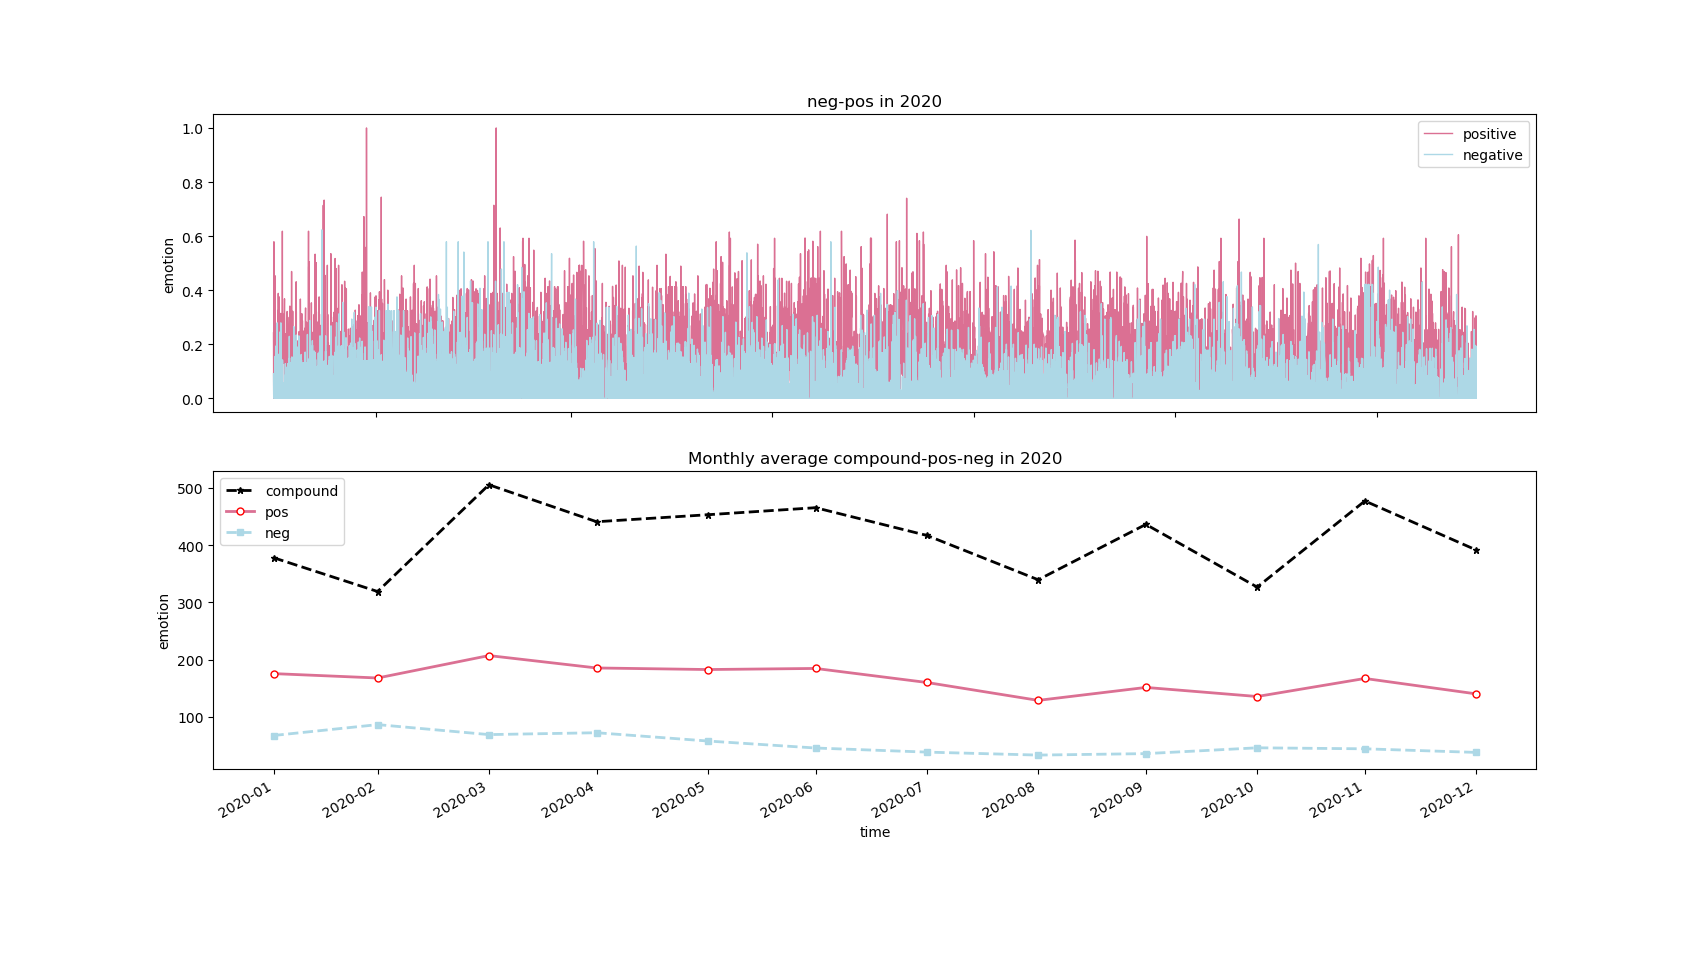 neg-pos in 2020
1.0
0.8
0.6
0.4
0.2
0.0
emotion
positive
negative
Monthly average compound-pos-neg in 2020
500
400
300
200
100
emotion
compound
pos
neg
2020-01
2020-02
2020-03
2020-04
2020-05
2020-06
2020-07
2020-08
2020-09
2020-10
2020-11
2020-12
time